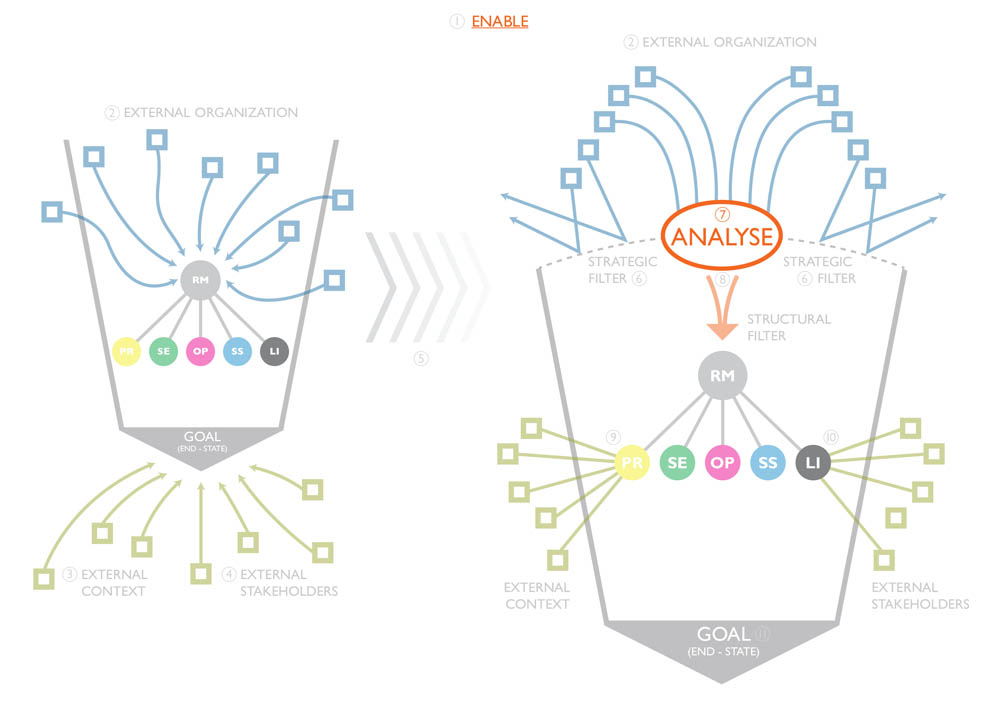 ① ENABLE
② EXTERNAL ORGANIZATION
RM
PR SE OP SS LI
GOAL
(END - STATE)
③ EXTERNAL
CONTEXT
④ EXTERNAL
STAKEHOLDERS
⑤
② EXTERNAL ORGANIZATION
⑦
ANALYSE
STRATEGIC
FILTER ⑥
STRATEGIC
⑥ FILTER
⑧
STRUCTURAL
FILTER
RM
⑨
⑩
PR SE OP SS LI
EXTERNAL
CONTEXT
EXTERNAL
STAKEHOLDERS
GOAL ⑪
(END - STATE)